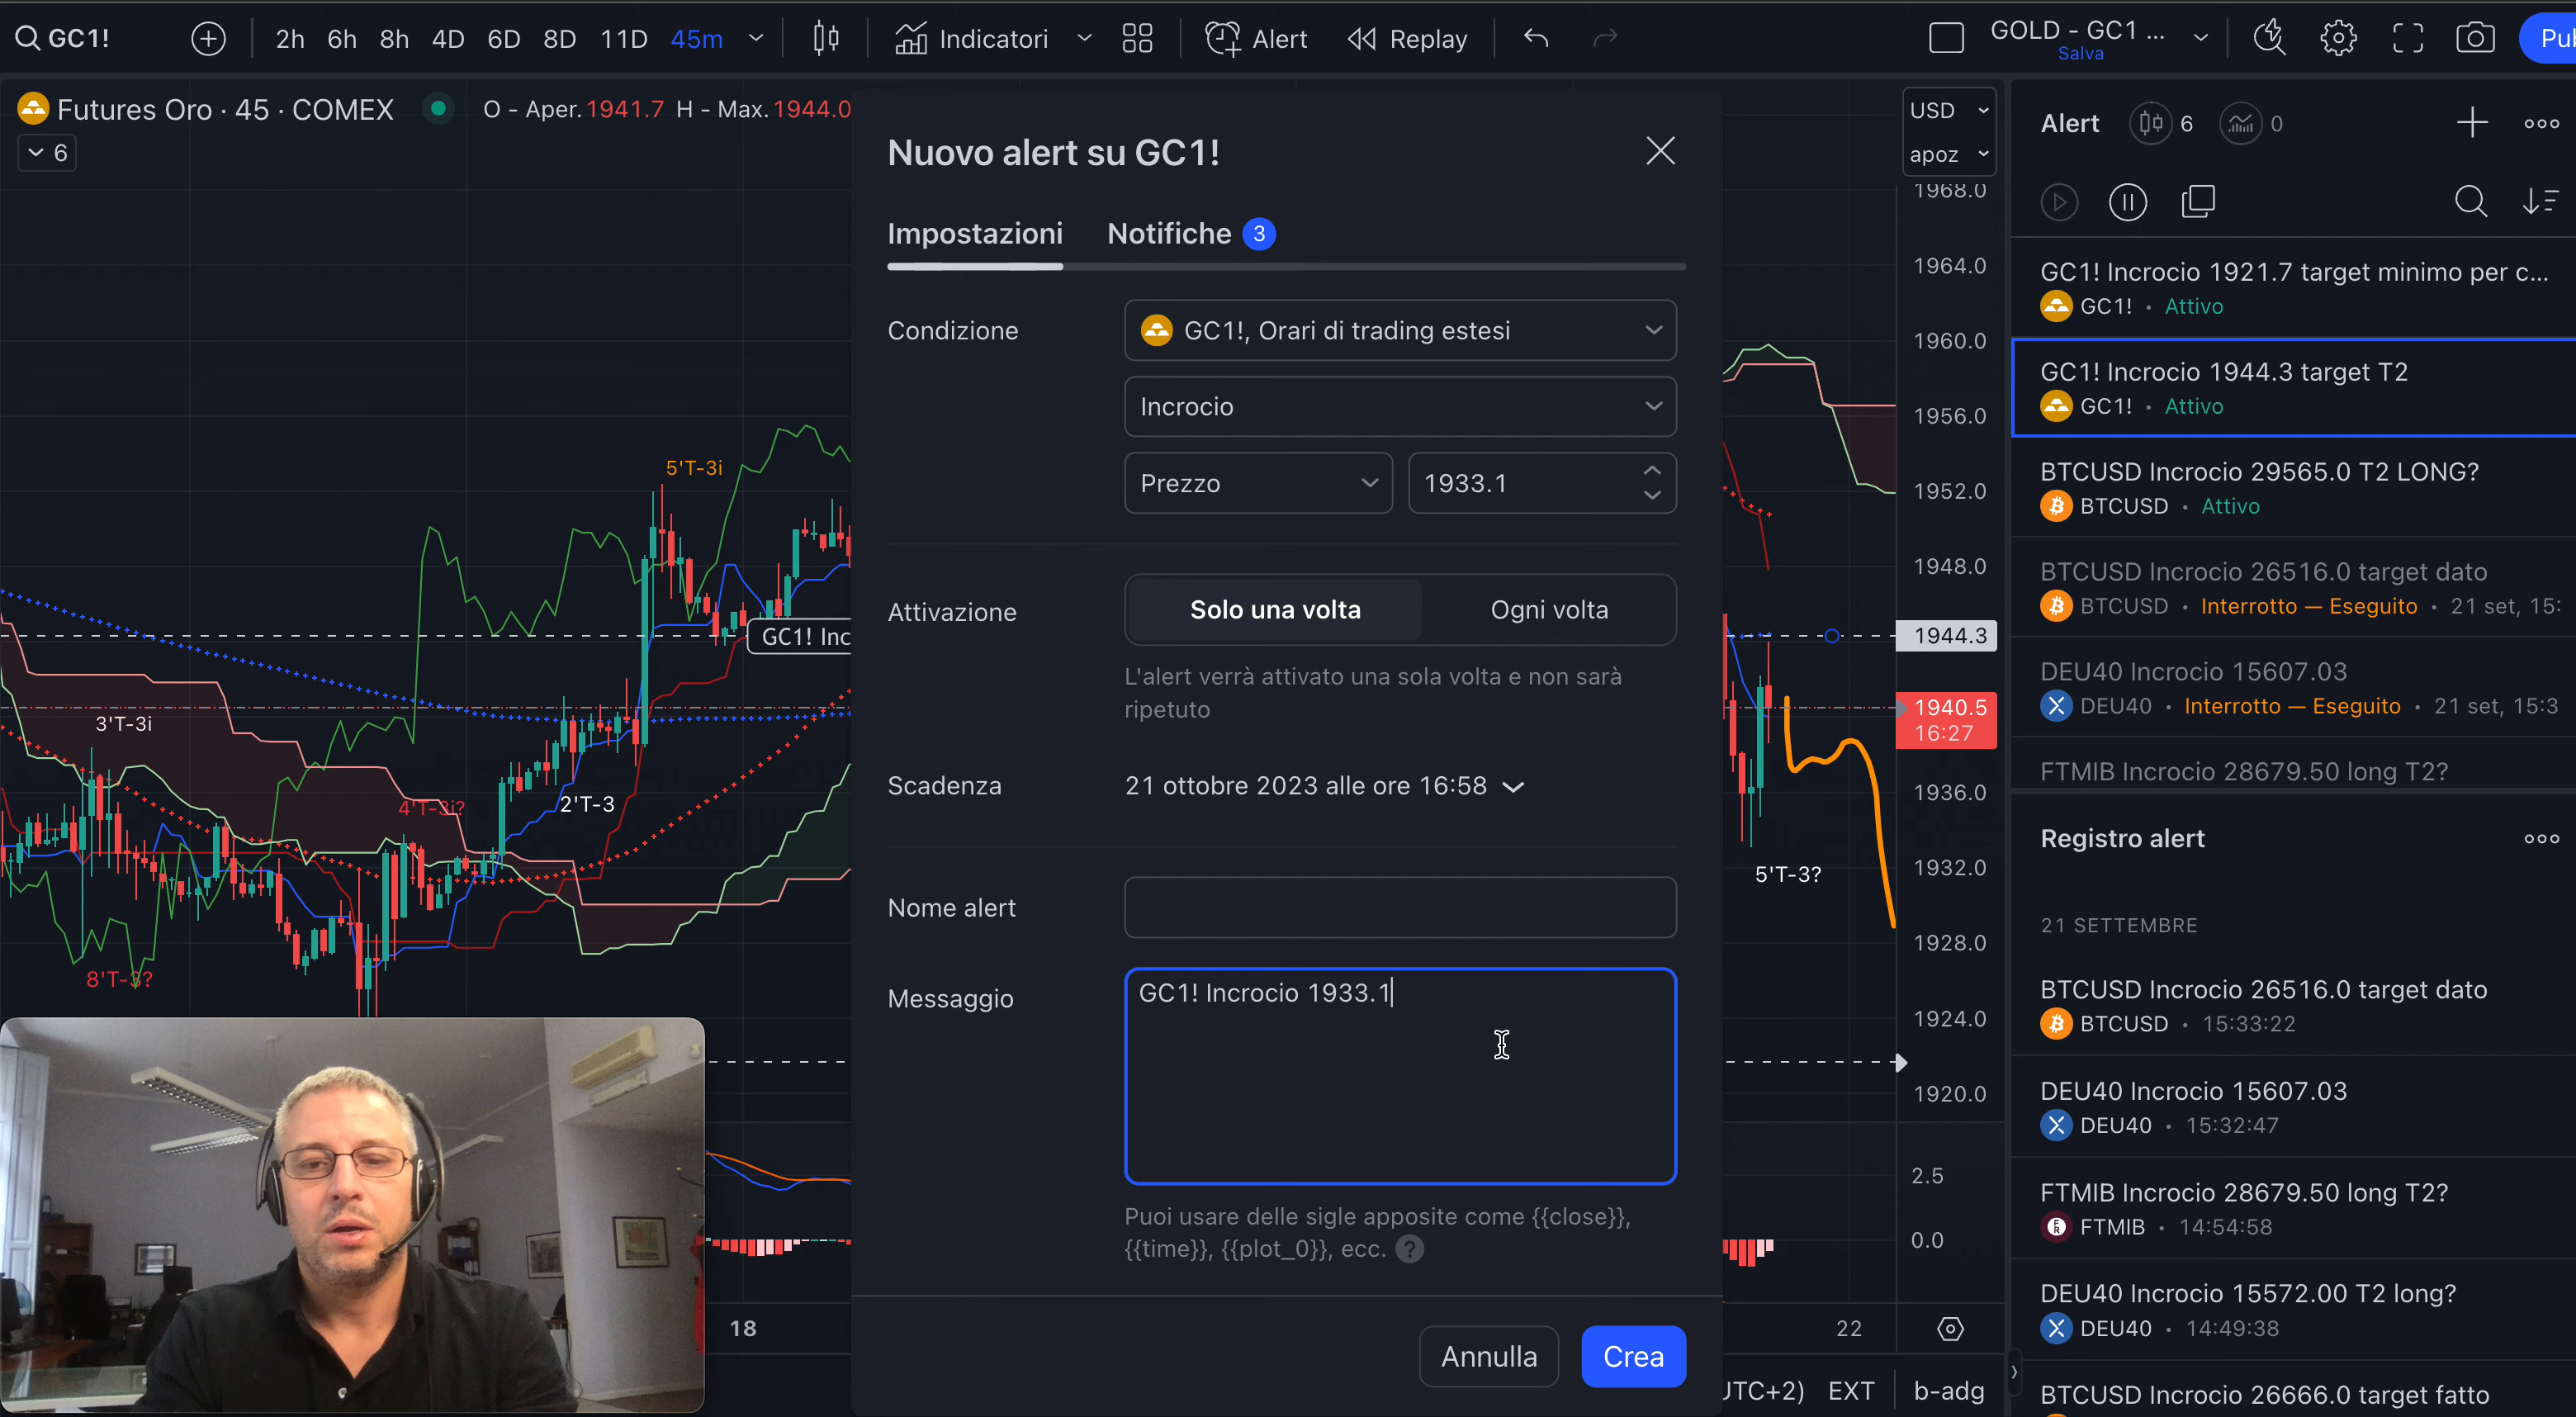 GC1!
2h 6h 8h 4D 6D 8D 11D 45m
Indicatori
Alert
Replay
GOLD - GC1 ...
Salva
Futures Oro · 45 · COMEX
O - Aper. 1941.7 H - Max. 1944.0
6
5'T-3i
GC1! Inc
3'T-3i
4'T-3i?
2'T-3
8'T-3?
18
Nuovo alert su GC1!
Impostazioni
Notifiche 3
Condizione
GC1!, Orari di trading estesi
Incrocio
Prezzo
1933.1
Attivazione
Solo una volta
Ogni volta
L'alert verrà attivato una sola volta e non sarà
ripetuto
Scadenza
21 ottobre 2023 alle ore 16:58
Nome alert
Messaggio
GC1! Incrocio 1933.1
Puoi usare delle sigle apposite come {{close}},
{{time}}, {{plot_0}}, ecc. ?
Annulla
Crea
USD
apoz
1968.0
1964.0
1960.0
1956.0
1952.0
1948.0
1944.3
1940.5
16:27
1936.0
1932.0
1928.0
1924.0
1920.0
2.5
0.0
5'T-3?
22
UTC+2)
EXT
b-adg
Alert 6 0
GC1! Incrocio 1921.7 target minimo per c...
GC1! · Attivo
GC1! Incrocio 1944.3 target T2
GC1! · Attivo
BTCUSD Incrocio 29565.0 T2 LONG?
BTCUSD · Attivo
BTCUSD Incrocio 26516.0 target dato
BTCUSD · Interrotto — Eseguito · 21 set, 15:
DEU40 Incrocio 15607.03
DEU40 · Interrotto — Eseguito · 21 set, 15:3
FTMIB Incrocio 28679.50 long T2?
Registro alert
21 SETTEMBRE
BTCUSD Incrocio 26516.0 target dato
BTCUSD · 15:33:22
DEU40 Incrocio 15607.03
DEU40 · 15:32:47
FTMIB Incrocio 28679.50 long T2?
FTMIB · 14:54:58
DEU40 Incrocio 15572.00 T2 long?
DEU40 · 14:49:38
BTCUSD Incrocio 26666.0 target fatto